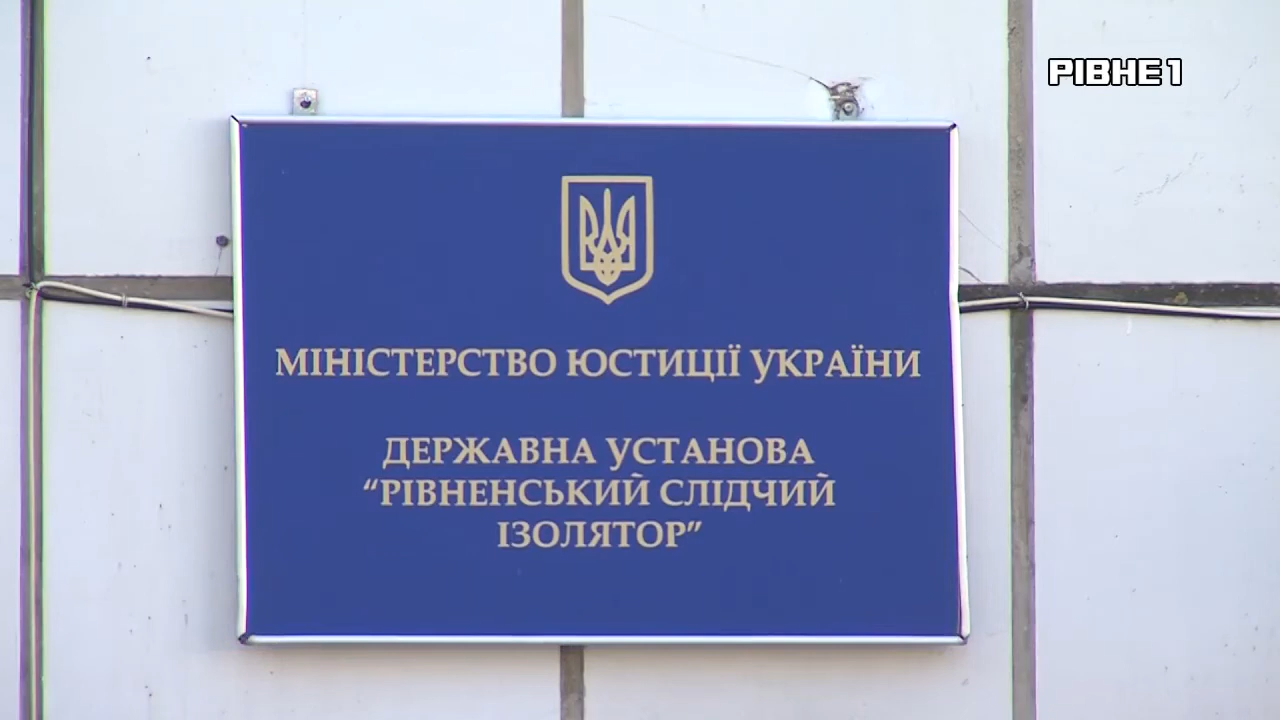 РІВНЕ 1
МІНІСТЕРСТВО ЮСТИЦІЇ УКРАЇНИ
ДЕРЖАВНА УСТАНОВА
“РІВНЕНСЬКИЙ СЛІДЧИЙ
ІЗОЛЯТОР”